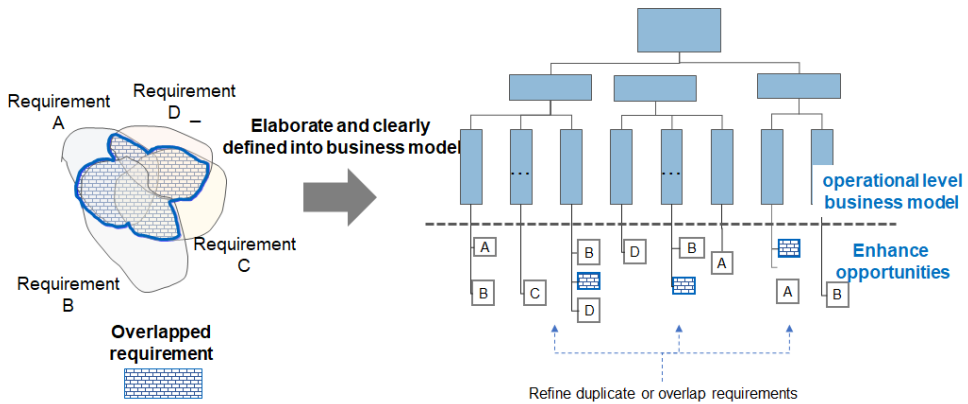 Requirement
A
Requirement
D _
Requirement
B
Requirement
C
Overlapped
requirement
Elaborate and clearly
defined into business model
...
...
operational level
business model
Enhance
opportunities
A
B
C
B
D
D
B
A
A
B
Refine duplicate or overlap requirements